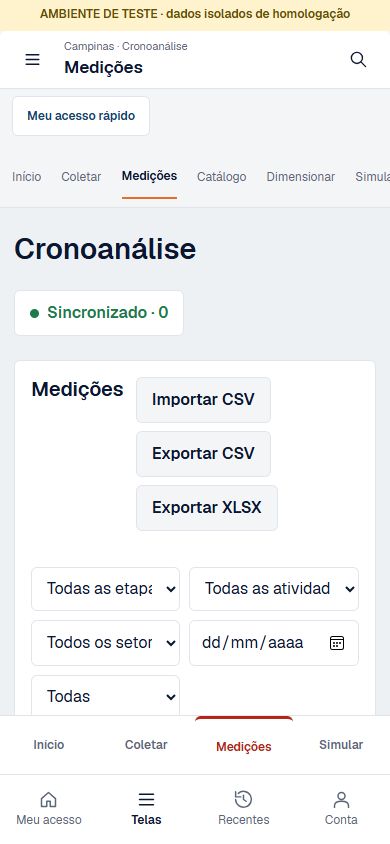 AMBIENTE DE TESTE · dados isolados de homologação
Campinas · Cronoanálise
Medições
Meu acesso rápido
Início Coletar Medições Catálogo Dimensionar Simula
Cronoanálise
Sincronizado · 0
Medições
Importar CSV
Exportar CSV
Exportar XLSX
Todas as etapa Todas as atividad
Todos os setor dd/mm/aaaa
Todas
Início Coletar Medições Simular
Meu acesso Telas Recentes Conta